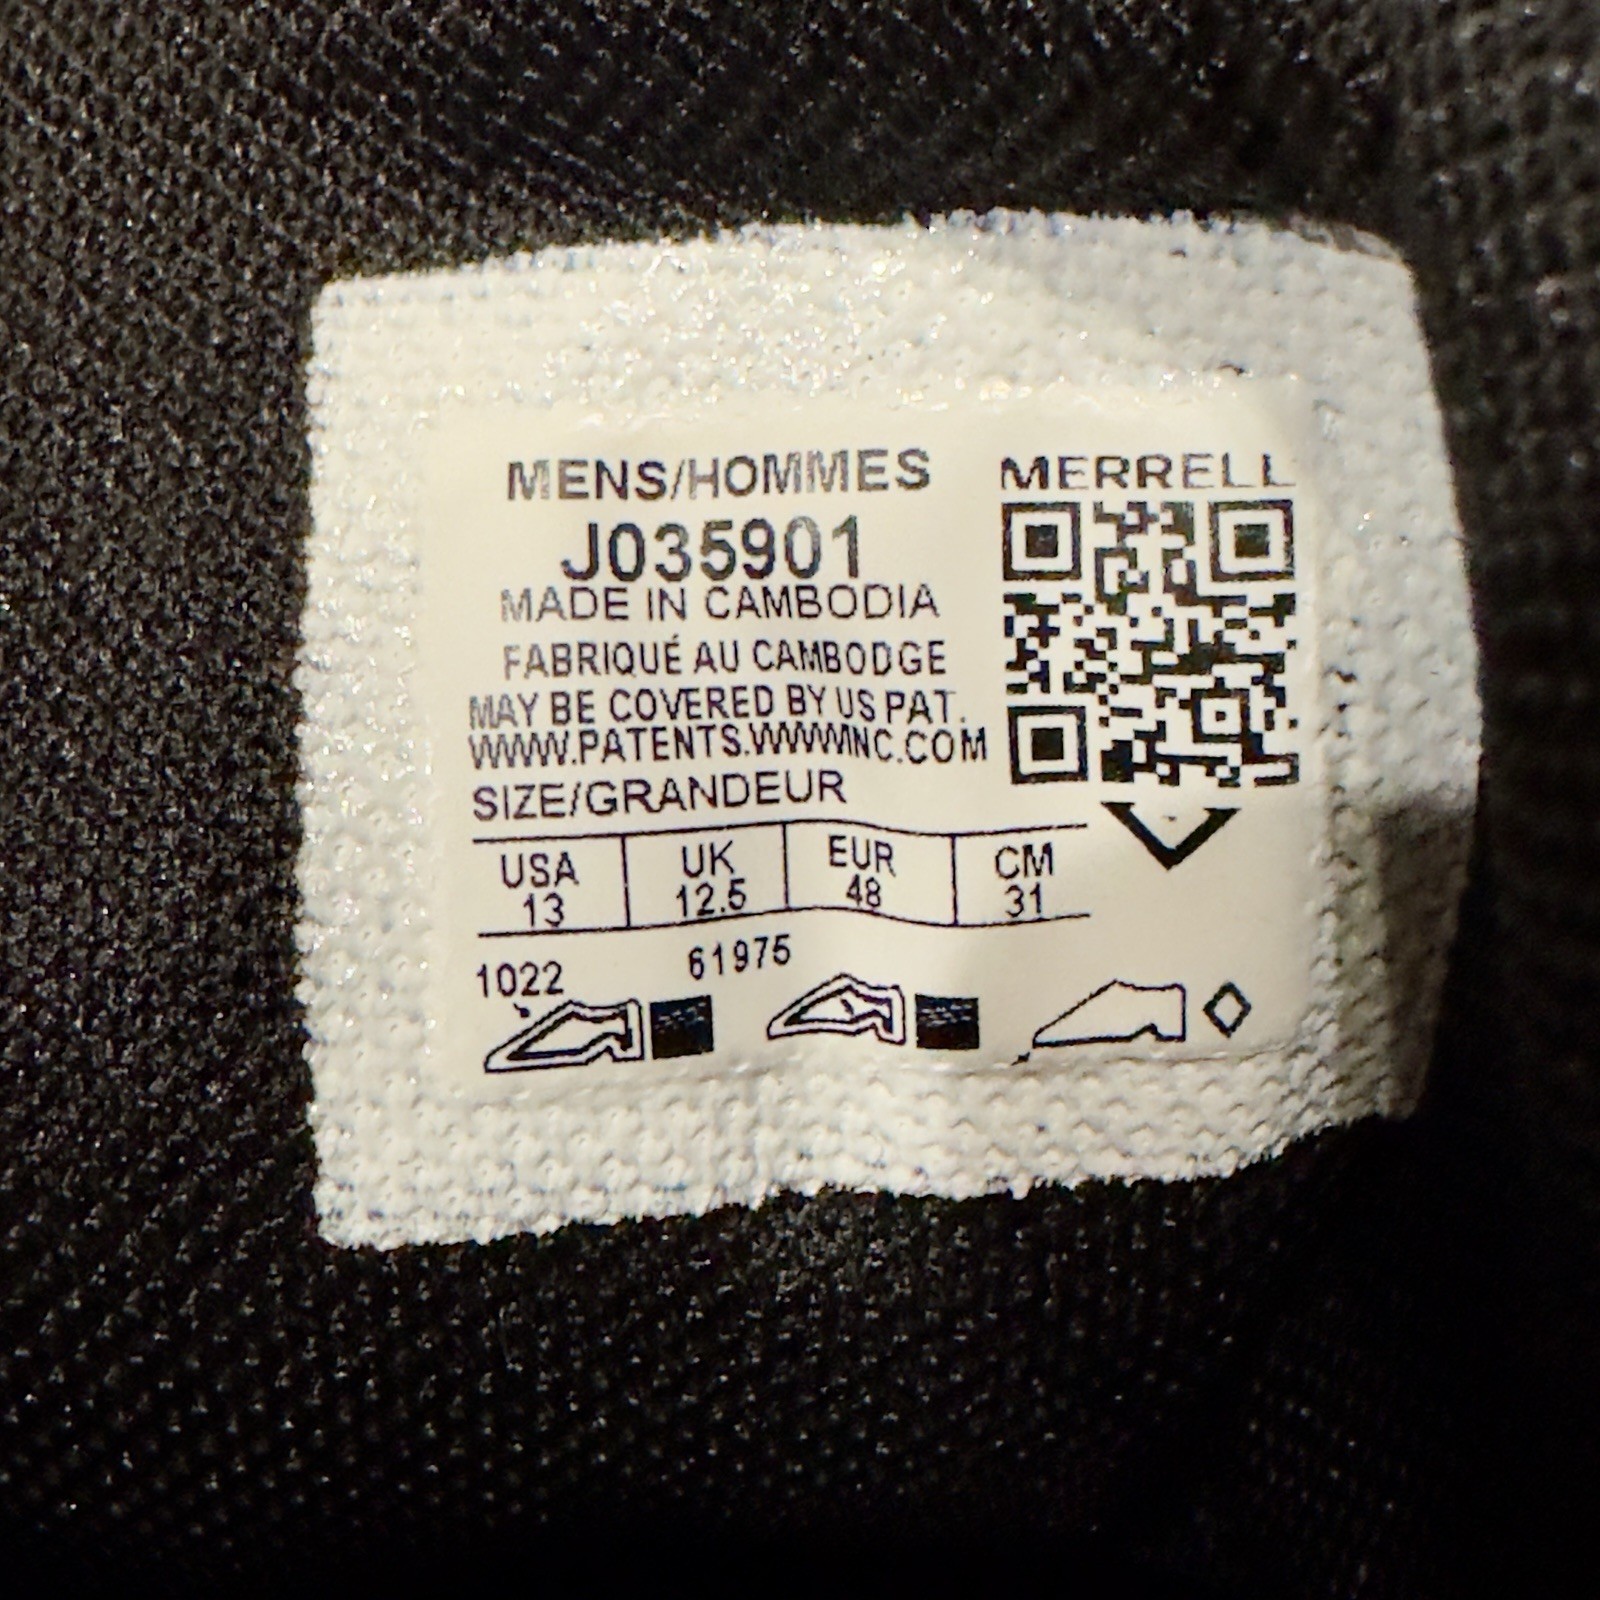 MENS/HOMMES
MERRELL
J035901
MADE IN CAMBODIA
FABRIQUÉ AU CAMBODGE
MAY BE COVERED BY US PAT.
WWW.PATENTS.WWWINC.COM
SIZE/GRANDEUR
USA UK EUR CM
13 12.5 48 31
1022 61975